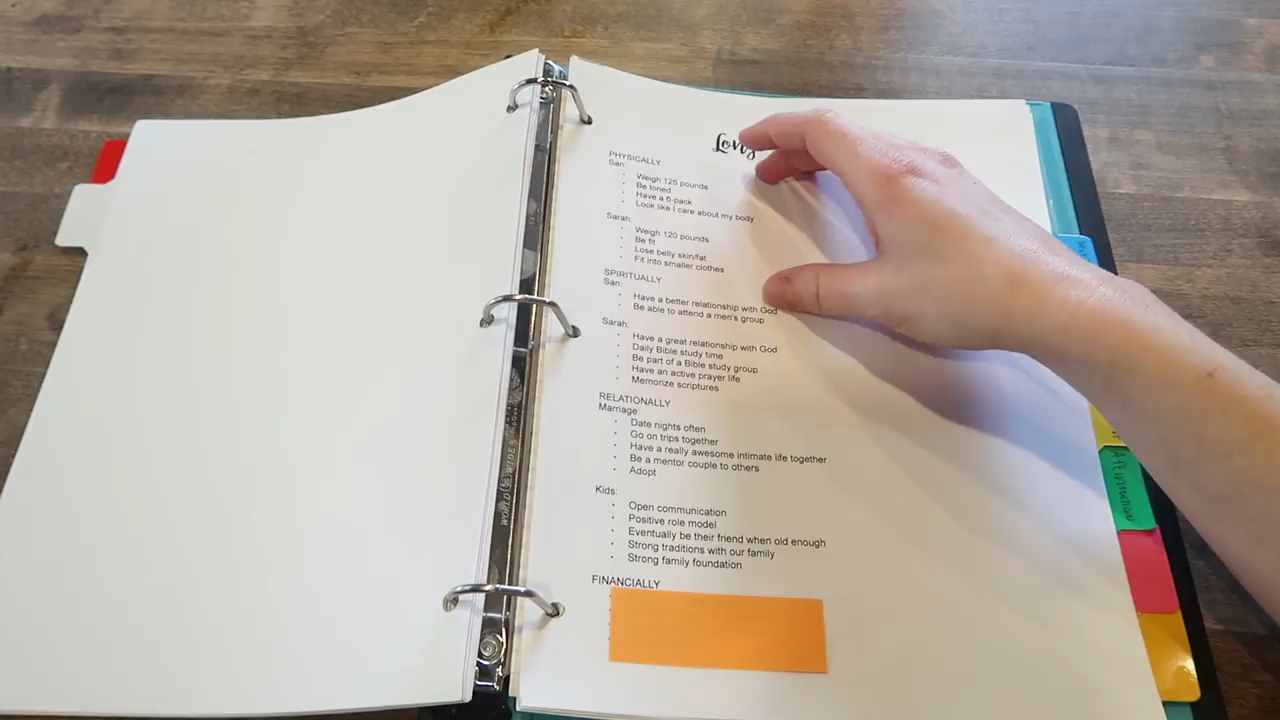 Long
PHYSICALLY
San:
· Weigh 125 pounds
· Be toned
· Have a 6-pack
· Look like I care about my body
Sarah:
· Weigh 120 pounds
· Be fit
· Lose belly skin/fat
· Fit into smaller clothes
SPIRITUALLY
San:
· Have a better relationship with God
· Be able to attend a men's group
Sarah:
· Have a great relationship with God
· Daily Bible study time
· Be part of a Bible study group
· Have an active prayer life
· Memorize scriptures
RELATIONALLY
Marriage:
· Date nights often
· Go on trips together
· Have a really awesome intimate life together
· Be a mentor couple to others
· Adopt
Kids:
· Open communication
· Positive role model
· Eventually be their friend when old enough
· Strong traditions with our family
· Strong family foundation
FINANCIALLY
WORLD WIDE